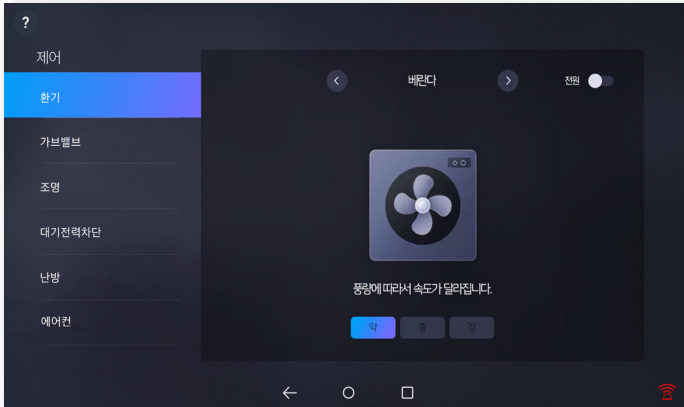 ?
제어
환기
가브밸브
조명
대기전력차단
난방
에어컨
베란다
전원
풍량에 따라서 속도가 달라집니다.
약
중
강